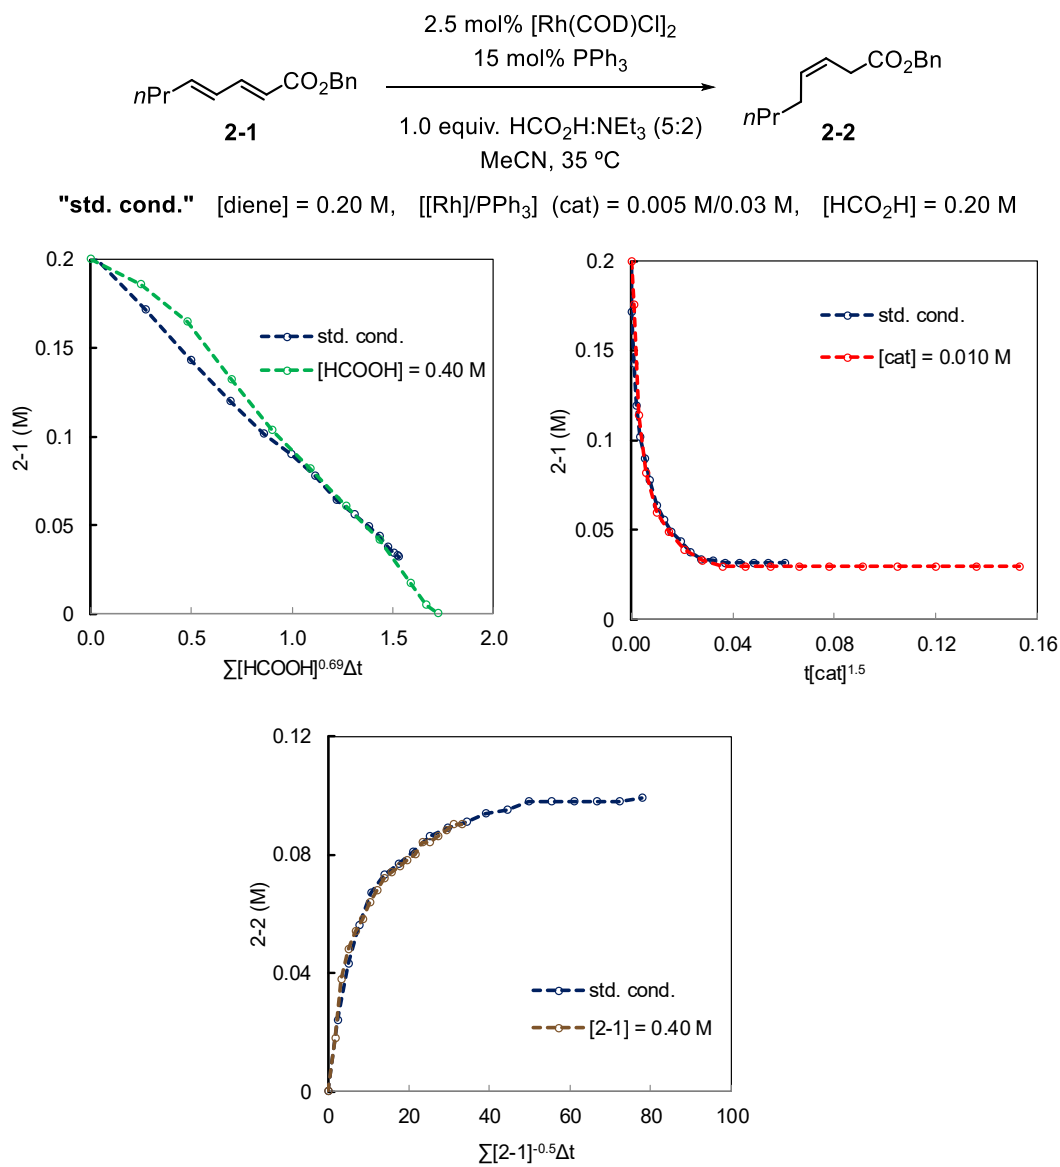 2.5 mol% [Rh(COD)Cl]2
15 mol% PPh3
nPr
CO2Bn
2-1
1.0 equiv. HCO2H:NEt3 (5:2)
MeCN, 35 ºC
CO2Bn
nPr
2-2
"std. cond." [diene] = 0.20 M, [[Rh]/PPh3] (cat) = 0.005 M/0.03 M, [HCO2H] = 0.20 M
0.2
0.15
0.1
0.05
0
2-1 (M)
std. cond.
[HCOOH] = 0.40 M
0.0 0.5 1.0 1.5 2.0
∑[HCOOH]^0.69Δt
0.2
0.15
0.1
0.05
0
2-1 (M)
std. cond.
[cat] = 0.010 M
0.00 0.04 0.08 0.12 0.16
t[cat]^1.5
0.12
0.08
0.04
0
2-2 (M)
std. cond.
[2-1] = 0.40 M
0 20 40 60 80 100
∑[2-1]^-0.5Δt